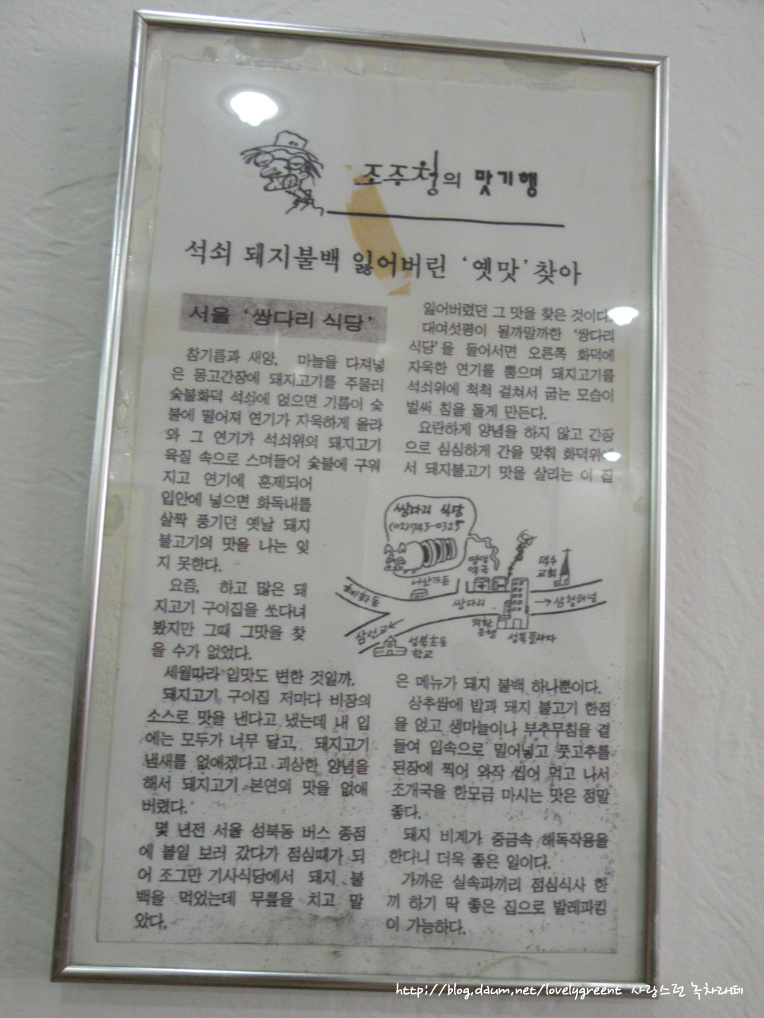 조주청의 맛기행
석쇠 돼지불백 잃어버린 '옛맛' 찾아
서울 '쌍다리 식당'
참기름과 새앙, 마늘을 다져넣
은 몽고간장에 돼지고기를 주물러
숯불화덕 석쇠에 얹으면 기름이 숯
불에 떨어져 연기가 자욱하게 올라
와 그 연기가 석쇠위의 돼지고기
육질 속으로 스며들어 숯불에 구워
지고 연기에 훈제되어
입안에 넣으면 화독내를
살짝 풍기던 옛날 돼지
불고기의 맛을 나는 잊
지 못한다.
요즘, 하고 많은 돼
지고기 구이집을 쏘다녀
봤지만 그때 그맛을 찾
을 수가 없었다.
세월따라 입맛도 변한 것일까.
돼지고기 구이집 저마다 비장의
소스로 맛을 낸다고 냈는데 내 입
에는 모두가 너무 달고, 돼지고기
냄새를 없애겠다고 괴상한 양념을
해서 돼지고기 본연의 맛을 없애
버렸다.
몇 년전 서울 성북동 버스 종점
에 볼일 보러 갔다가 점심때가 되
어 조그만 기사식당에서 돼지 불
백을 먹었는데 무릎을 치고 말
았다.
잃어버렸던 그 맛을 찾은 것이다.
대여섯평이 될까말까한 '쌍다리
식당'을 들어서면 오른쪽 화덕에
자욱한 연기를 뿜으며 돼지고기를
석쇠위에 척척 걸쳐서 굽는 모습이
벌써 침을 돌게 만든다.
요란하게 양념을 하지 않고 간장
으로 심심하게 간을 맞춰 화덕위에
서 돼지불고기 맛을 살리는 이 집
쌍다리 식당
(02)743-0325
덕수
교회
혜화동
쌍다리
→삼청터널
삼선교
성북초등
학교
성북플라자
은 메뉴가 돼지 불백 하나뿐이다.
상추쌈에 밥과 돼지 불고기 한점
을 얹고 생마늘이나 부추무침을 곁
들여 입속으로 밀어넣고 풋고추를
된장에 찍어 와작 씹어 먹고 나서
조개국을 한모금 마시는 맛은 정말
좋다.
돼지 비계가 중금속 해독작용을
한다니 더욱 좋은 일이다.
가까운 실속파끼리 점심식사 한
끼 하기 딱 좋은 집으로 발레파킹
이 가능하다.
http://blog.daum.net/lovelygreent 사랑스런 녹차라떼